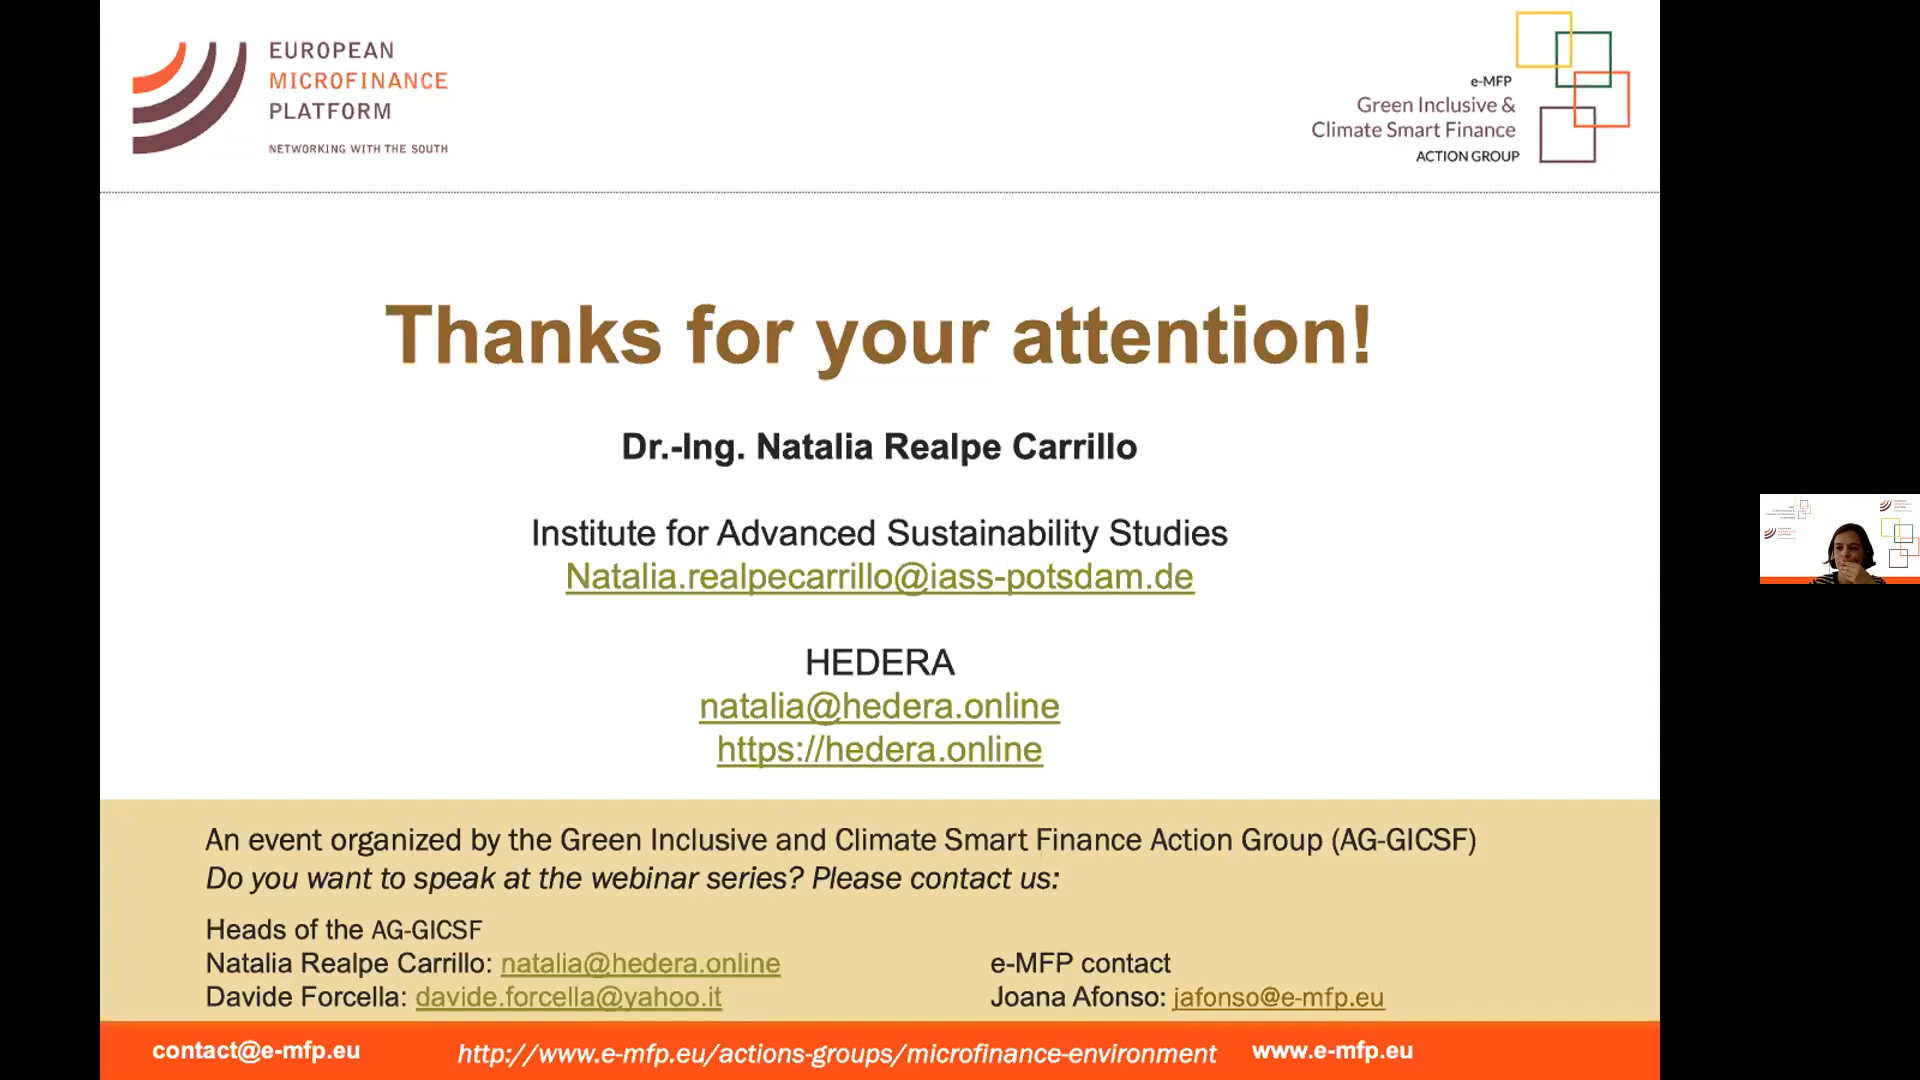 EUROPEAN
MICROFINANCE
PLATFORM
NETWORKING WITH THE SOUTH
e-MFP
Green Inclusive &
Climate Smart Finance
ACTION GROUP
Thanks for your attention!
Dr.-Ing. Natalia Realpe Carrillo
Institute for Advanced Sustainability Studies
Natalia.realpecarrillo@iass-potsdam.de
HEDERA
natalia@hedera.online
https://hedera.online
An event organized by the Green Inclusive and Climate Smart Finance Action Group (AG-GICSF)
Do you want to speak at the webinar series? Please contact us:
Heads of the AG-GICSF
Natalia Realpe Carrillo: natalia@hedera.online
Davide Forcella: davide.forcella@yahoo.it
e-MFP contact
Joana Afonso: jafonso@e-mfp.eu
contact@e-mfp.eu
http://www.e-mfp.eu/actions-groups/microfinance-environment
www.e-mfp.eu